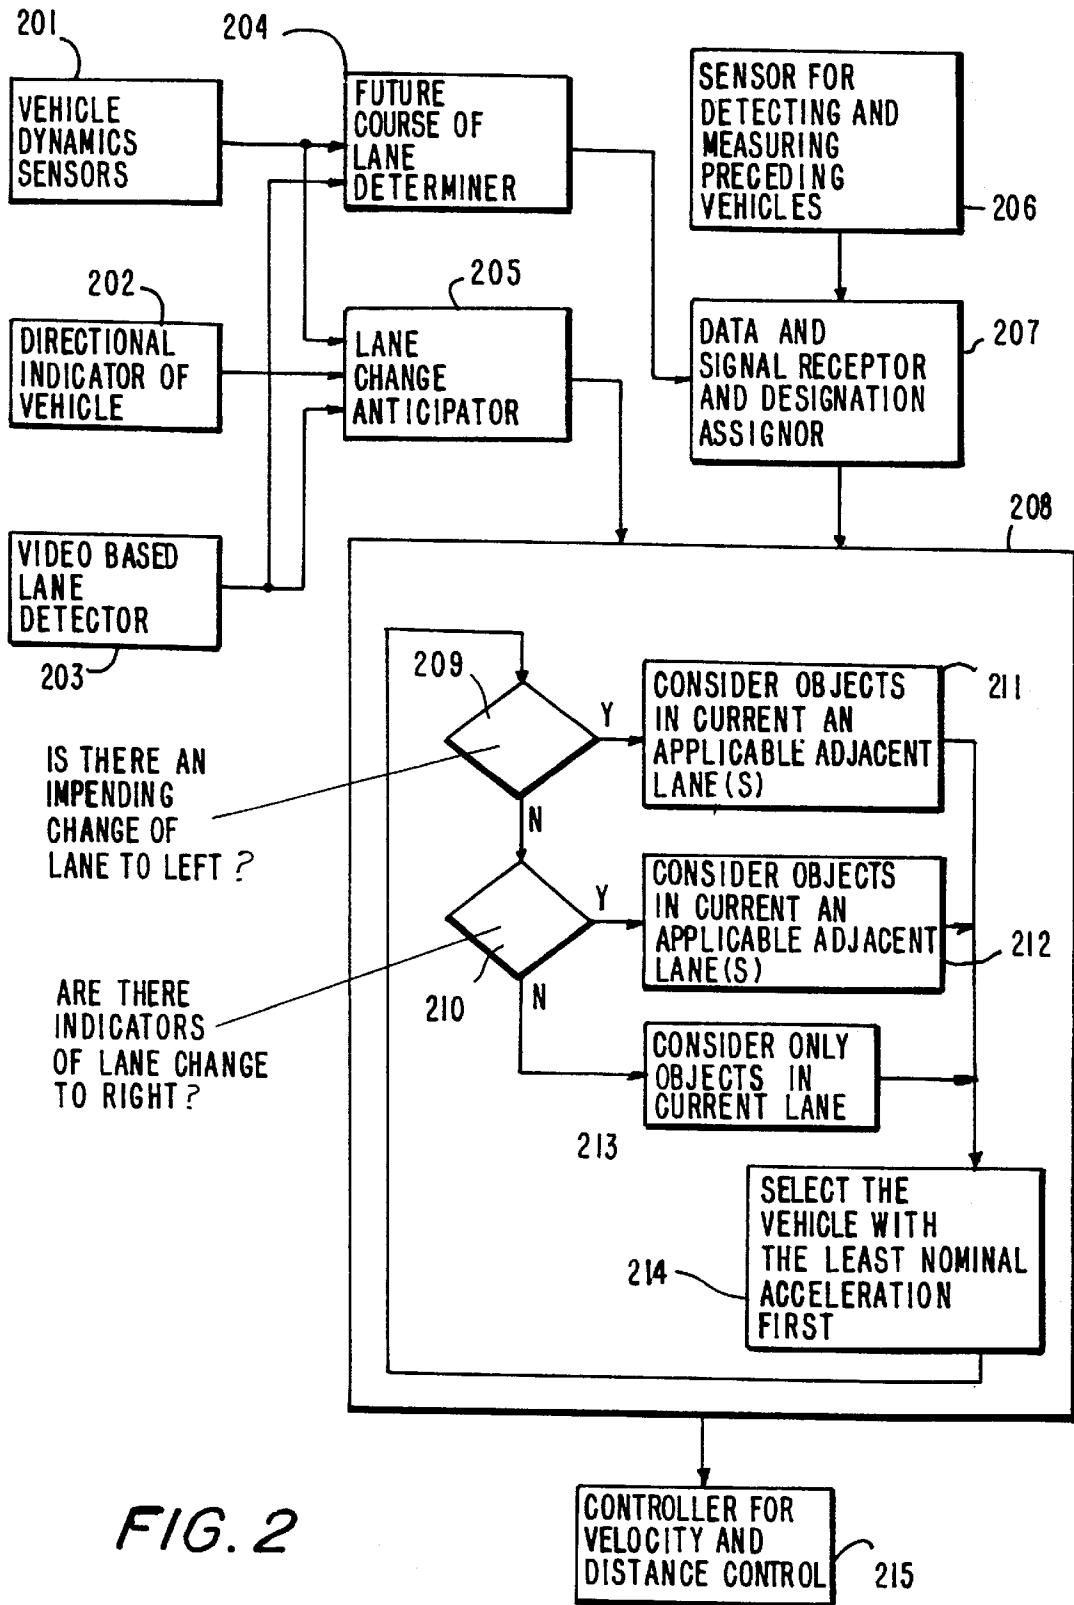 201
VEHICLE
DYNAMICS
SENSORS
204
FUTURE
COURSE OF
LANE
DETERMINER
SENSOR FOR
DETECTING AND
MEASURING
PRECEDING
VEHICLES
206
202
DIRECTIONAL
INDICATOR OF
VEHICLE
205
LANE
CHANGE
ANTICIPATOR
DATA AND
SIGNAL RECEPTOR
AND DESIGNATION
ASSIGNOR
207
VIDEO BASED
LANE
DETECTOR
203
208
209
IS THERE AN
IMPENDING
CHANGE OF
LANE TO LEFT ?
Y
N
CONSIDER OBJECTS
IN CURRENT AN
APPLICABLE ADJACENT
LANE(S)
211
210
ARE THERE
INDICATORS
OF LANE CHANGE
TO RIGHT ?
Y
N
CONSIDER OBJECTS
IN CURRENT AN
APPLICABLE ADJACENT
LANE(S)
212
CONSIDER ONLY
OBJECTS IN
CURRENT LANE
213
SELECT THE
VEHICLE WITH
THE LEAST NOMINAL
ACCELERATION
FIRST
214
CONTROLLER FOR
VELOCITY AND
DISTANCE CONTROL
215
FIG. 2